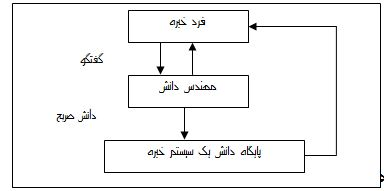 فرد خبره
گفتگو
مهندس دانش
دانش صریح
پایگاه دانش یک سیستم خبره